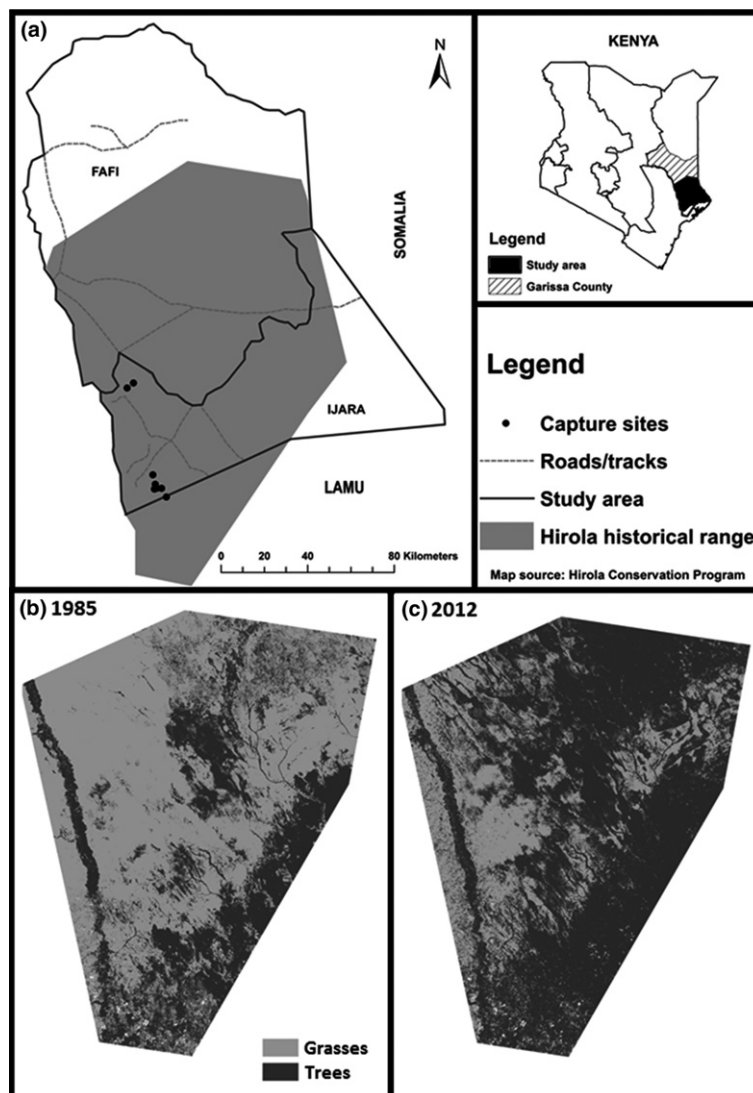 (a)
N
FAFI
SOMALIA
IJARA
LAMU
0 20 40 80 Kilometers
KENYA
Legend
Study area
Garissa County
Legend
Capture sites
Roads/tracks
Study area
Hirola historical range
Map source: Hirola Conservation Program
(b) 1985
Grasses
Trees
(c) 2012